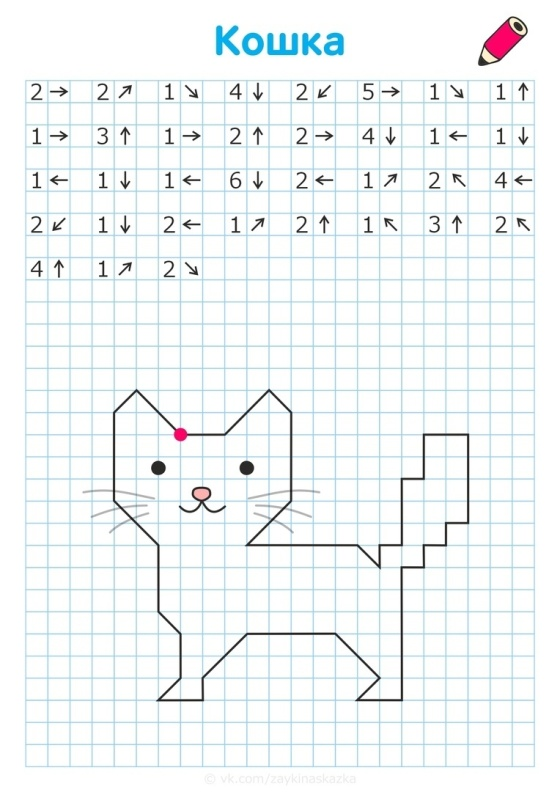 Кошка
2 → 2 ↗ 1 ↘ 4 ↓ 2 ↙ 5 → 1 ↘ 1 ↑
1 → 3 ↑ 1 → 2 ↑ 2 → 4 ↓ 1 ← 1 ↓
1 ← 1 ↓ 1 ← 6 ↓ 2 ← 1 ↗ 2 ↖ 4 ←
2 ↙ 1 ↓ 2 ← 1 ↗ 2 ↑ 1 ↖ 3 ↑ 2 ↖
4 ↑ 1 ↗ 2 ↘
© vk.com/zaykinaskazka